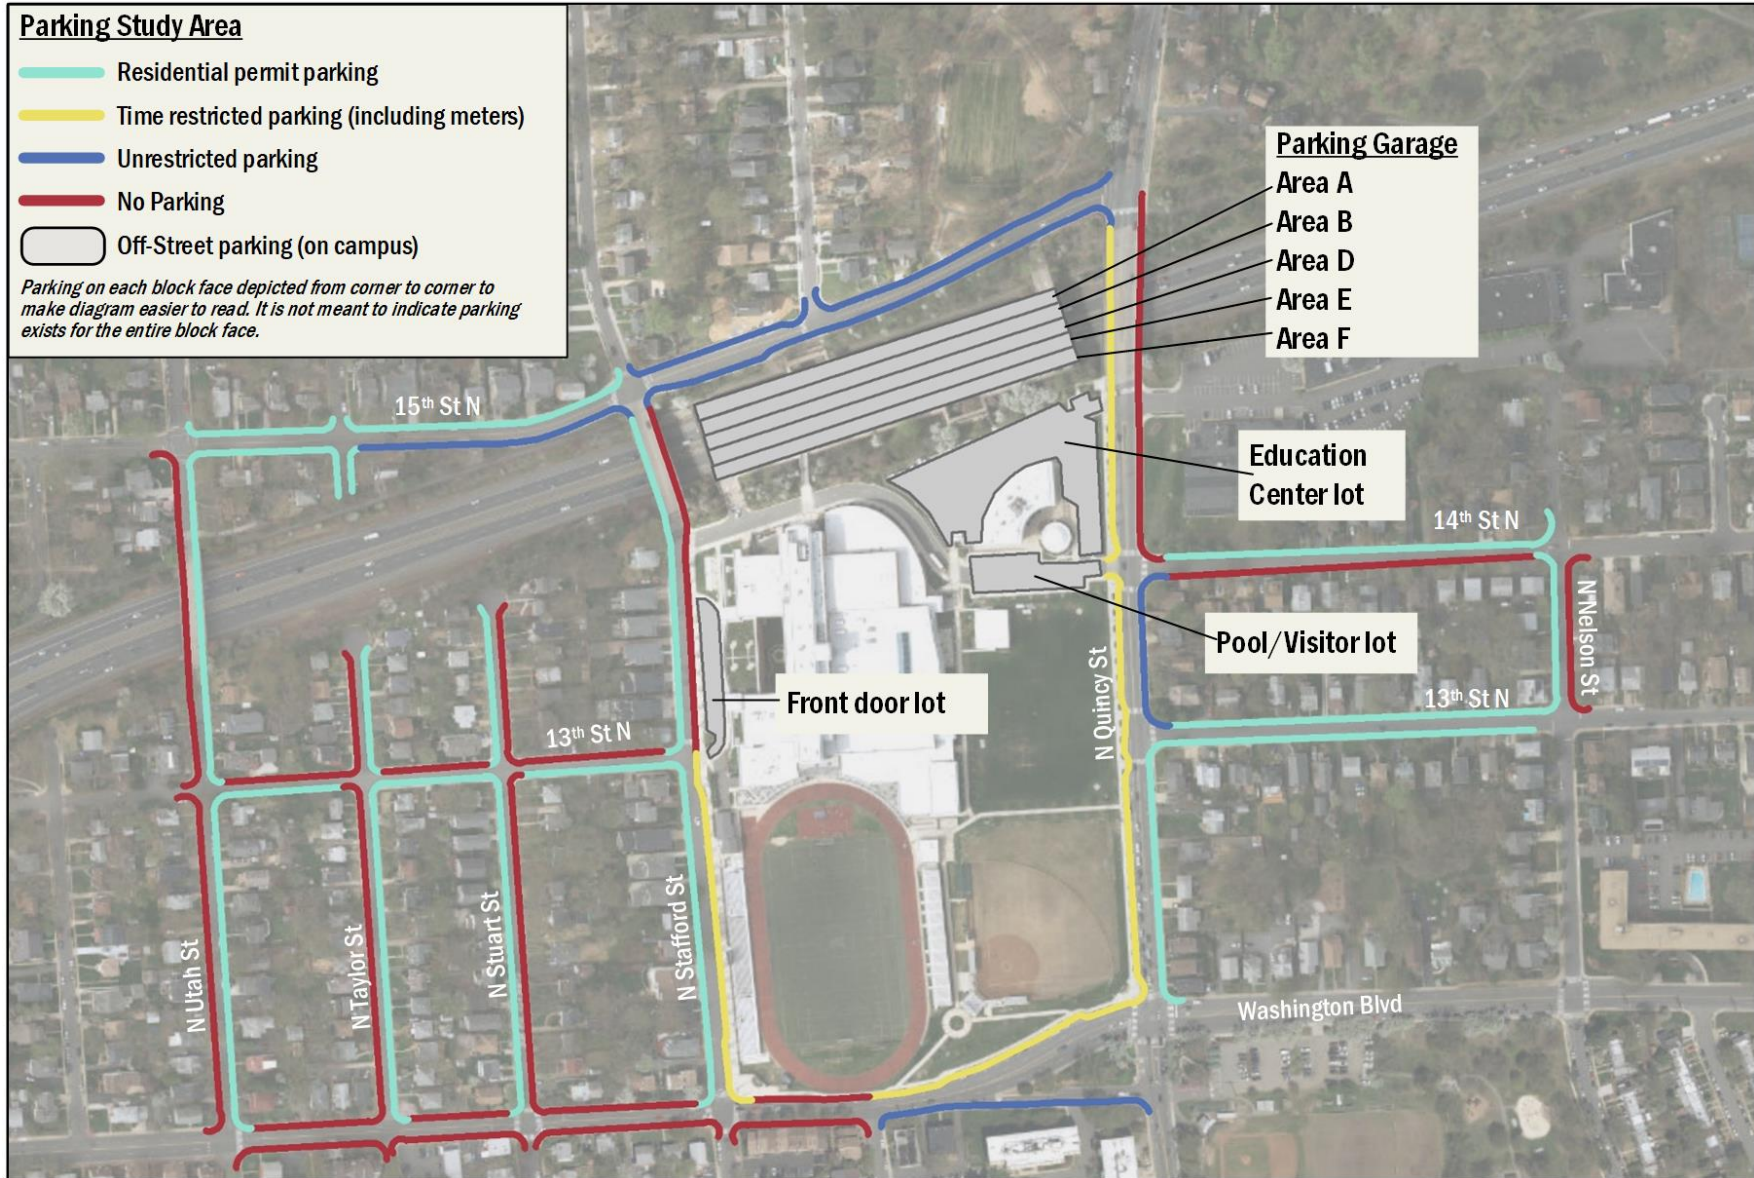 Parking Study Area
Residential permit parking
Time restricted parking (including meters)
Unrestricted parking
No Parking
Off-Street parking (on campus)
Parking on each block face depicted from corner to corner to
make diagram easier to read. It is not meant to indicate parking
exists for the entire block face.
Parking Garage
Area A
Area B
Area D
Area E
Area F
15th St N
Education
Center lot
14th St N
N Nelson St
Pool/Visitor lot
N Quincy St
Front door lot
13th St N
13th St N
N Utah St
N Taylor St
N Stuart St
N Stafford St
Washington Blvd